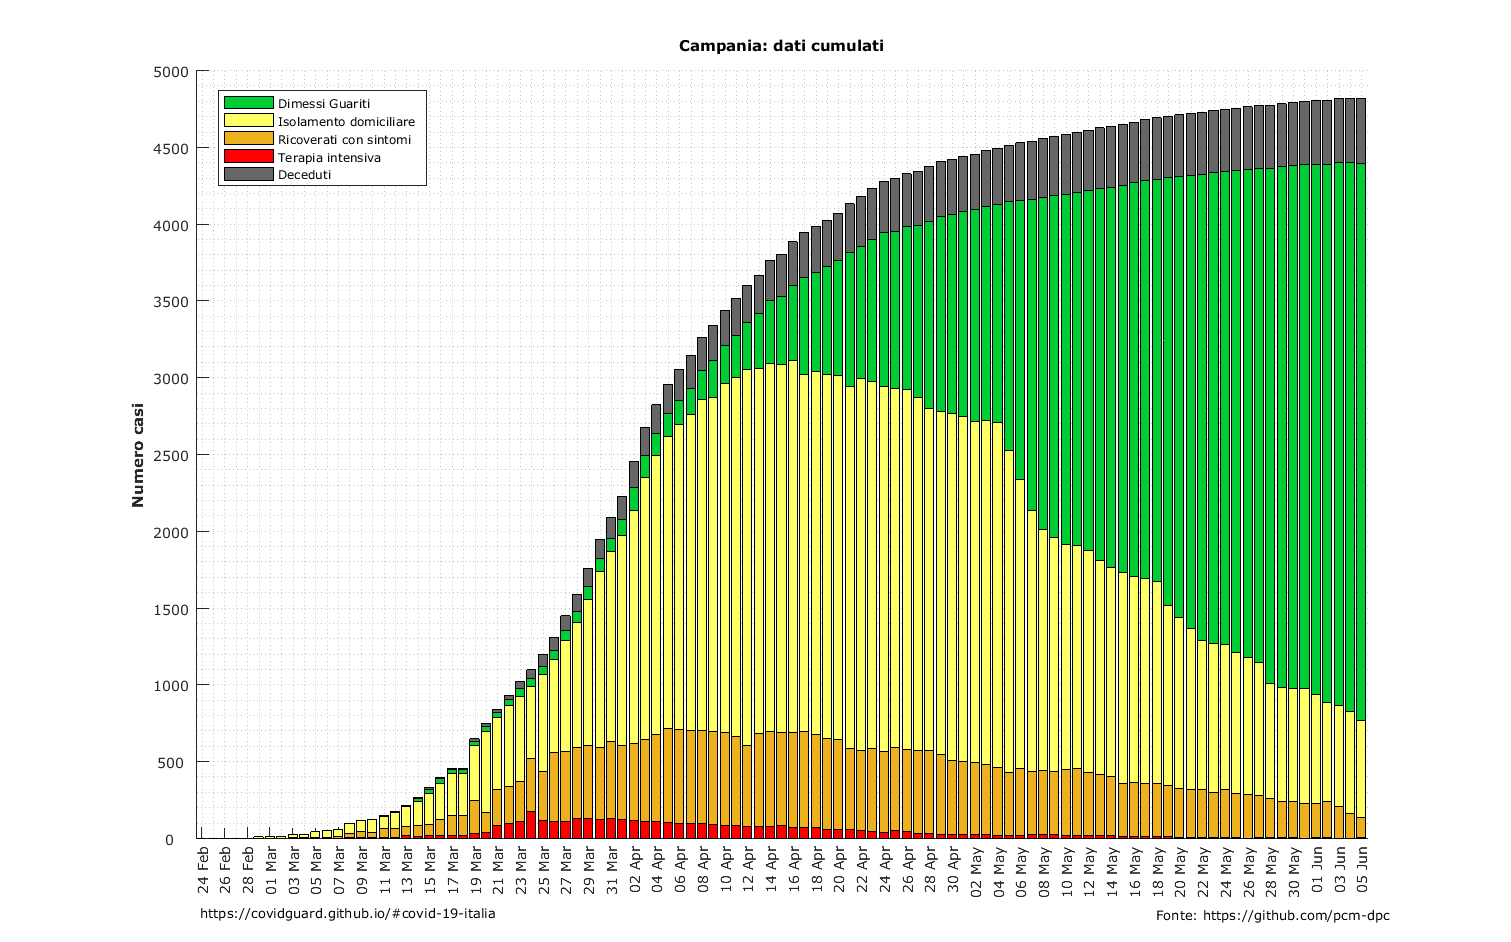 Campania: dati cumulati
5000
4500
4000
3500
3000
2500
2000
1500
1000
500
0
Numero casi
Dimessi Guariti
Isolamento domiciliare
Ricoverati con sintomi
Terapia intensiva
Deceduti
24 Feb
26 Feb
28 Feb
01 Mar
03 Mar
05 Mar
07 Mar
09 Mar
11 Mar
13 Mar
15 Mar
17 Mar
19 Mar
21 Mar
23 Mar
25 Mar
27 Mar
29 Mar
31 Mar
02 Apr
04 Apr
06 Apr
08 Apr
10 Apr
12 Apr
14 Apr
16 Apr
18 Apr
20 Apr
22 Apr
24 Apr
26 Apr
28 Apr
30 Apr
02 May
04 May
06 May
08 May
10 May
12 May
14 May
16 May
18 May
20 May
22 May
24 May
26 May
28 May
30 May
01 Jun
03 Jun
05 Jun
https://covidguard.github.io/#covid-19-italia
Fonte: https://github.com/pcm-dpc